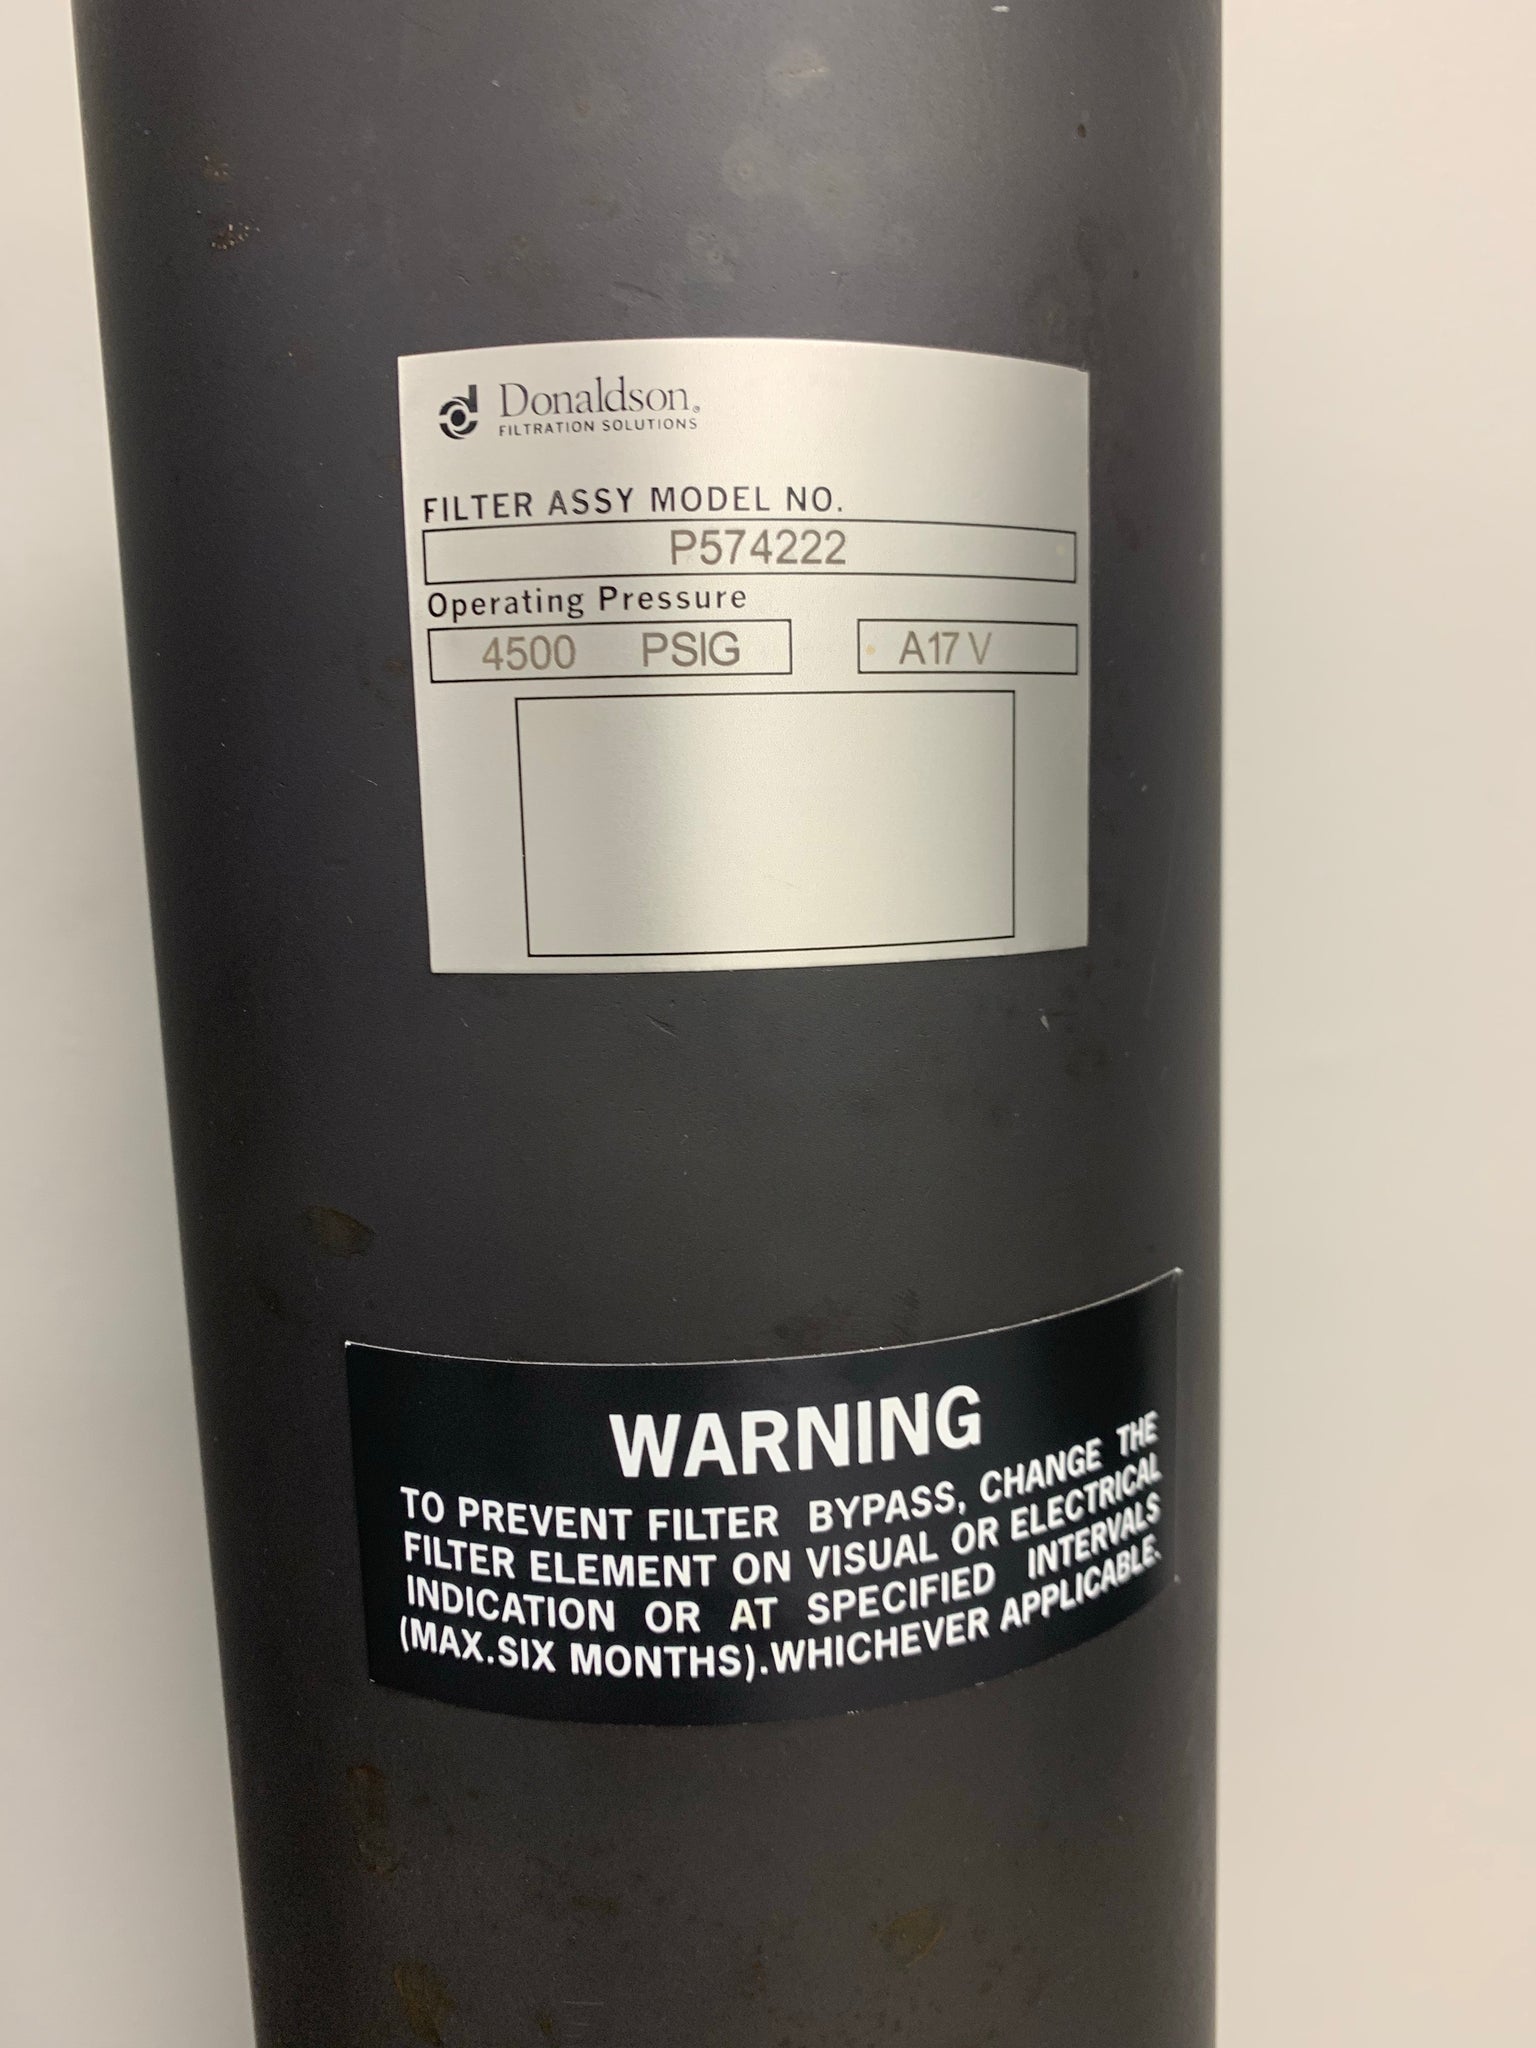 Donaldson®
FILTRATION SOLUTIONS
FILTER ASSY MODEL NO.
P574222
Operating Pressure
4500 PSIG A17 V
WARNING
TO PREVENT FILTER BYPASS, CHANGE THE
FILTER ELEMENT ON VISUAL OR ELECTRICAL
INDICATION OR AT SPECIFIED INTERVALS
(MAX.SIX MONTHS).WHICHEVER APPLICABLE.